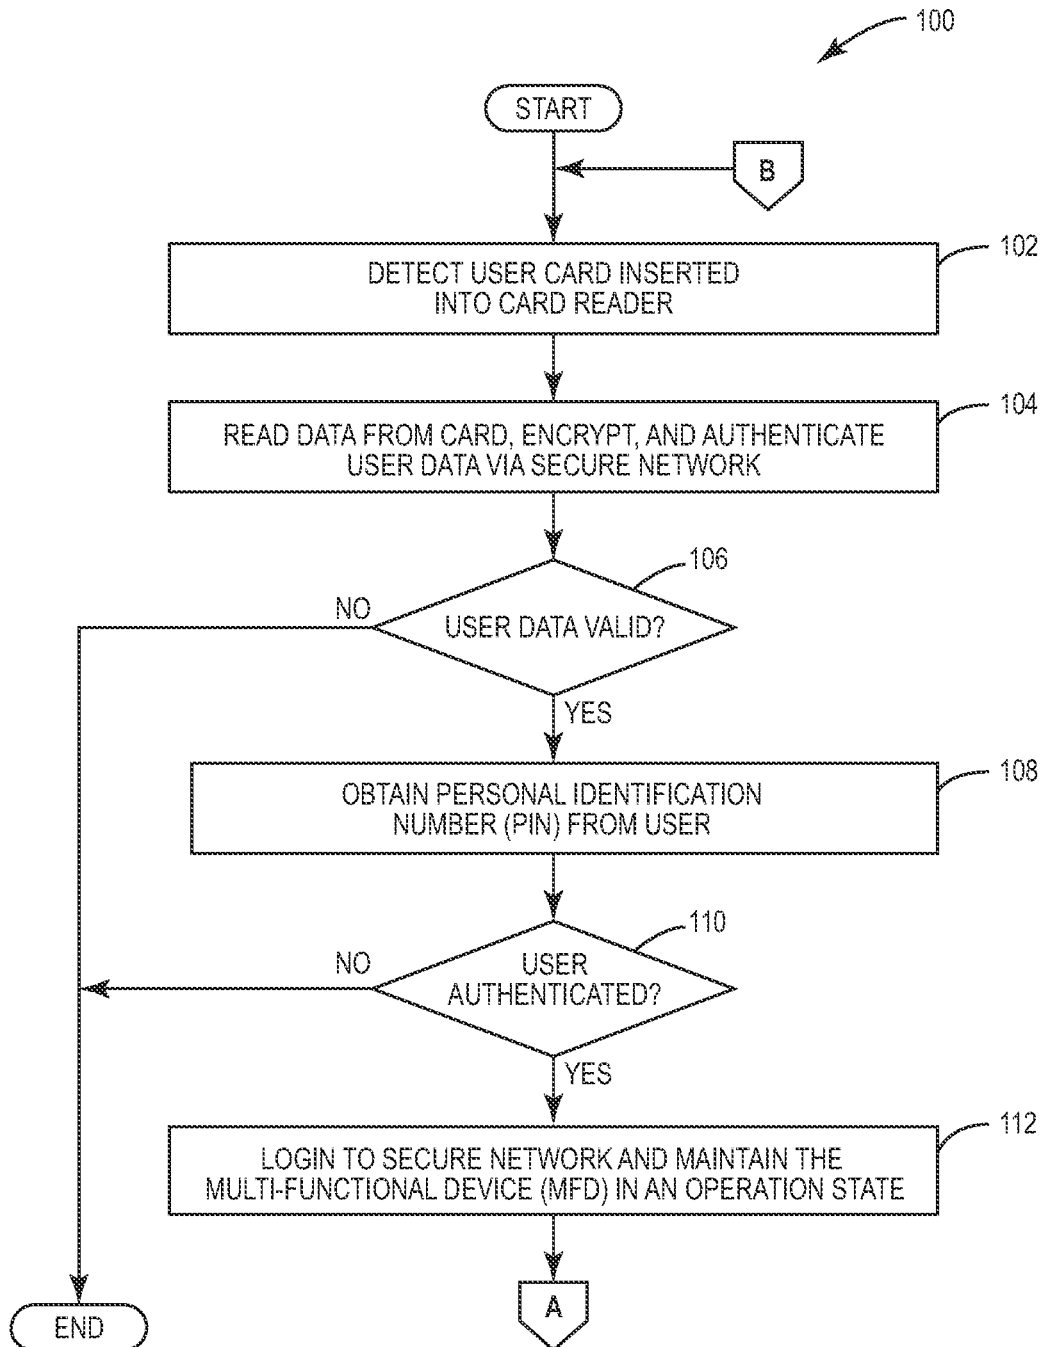 100
START
B
102
DETECT USER CARD INSERTED
INTO CARD READER
104
READ DATA FROM CARD, ENCRYPT, AND AUTHENTICATE
USER DATA VIA SECURE NETWORK
106
NO
USER DATA VALID?
YES
108
OBTAIN PERSONAL IDENTIFICATION
NUMBER (PIN) FROM USER
110
NO
USER
AUTHENTICATED?
YES
112
LOGIN TO SECURE NETWORK AND MAINTAIN THE
MULTI-FUNCTIONAL DEVICE (MFD) IN AN OPERATION STATE
A
END